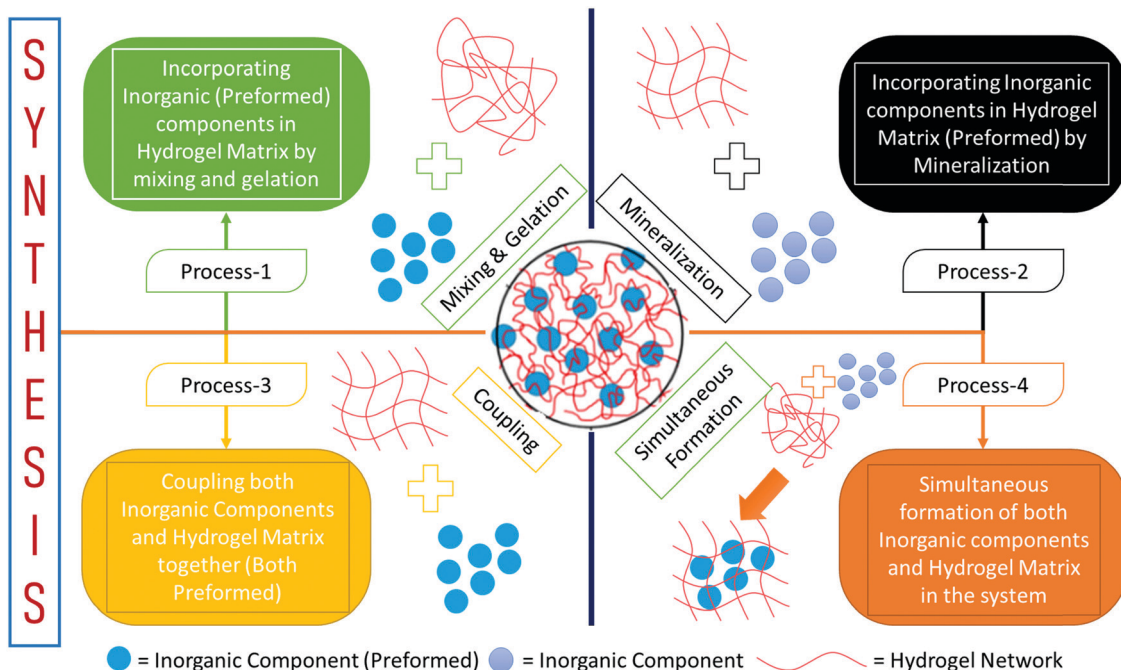 SYNTHESIS
Incorporating
Inorganic (Preformed)
components in
Hydrogel Matrix by
mixing and gelation
Process-1
Mixing & Gelation
Mineralization
Incorporating Inorganic
components in Hydrogel
Matrix (Preformed) by
Mineralization
Process-2
Process-3
Coupling
Coupling both
Inorganic Components
and Hydrogel Matrix
together (Both
Preformed)
Simultaneous
Formation
Process-4
Simultaneous
formation of both
Inorganic components
and Hydrogel Matrix
in the system
= Inorganic Component (Preformed)
= Inorganic Component
= Hydrogel Network